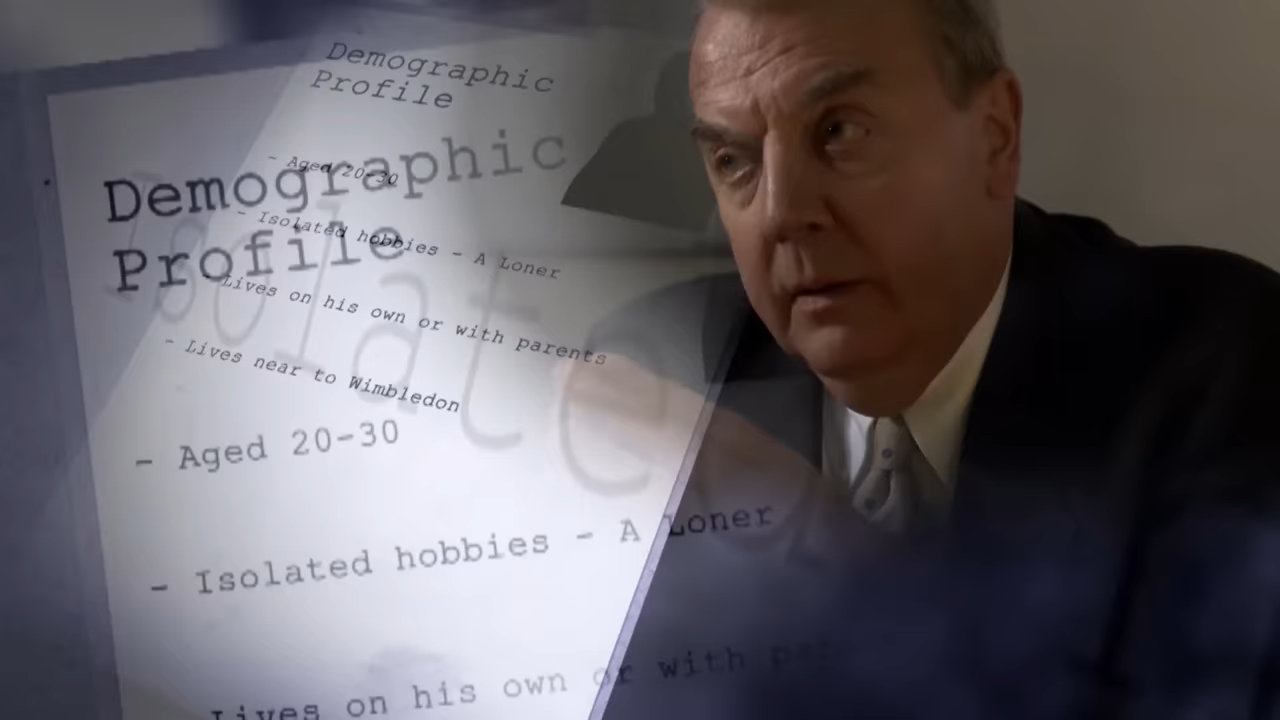 Demographic
Profile
- Aged 20-30
- Isolated hobbies - A Loner
Lives on his own or with parents
- Lives near to Wimbledon
Demographic
Profile
- Aged 20-30
- Isolated hobbies - A Loner
Lives on his own or with
Isolate